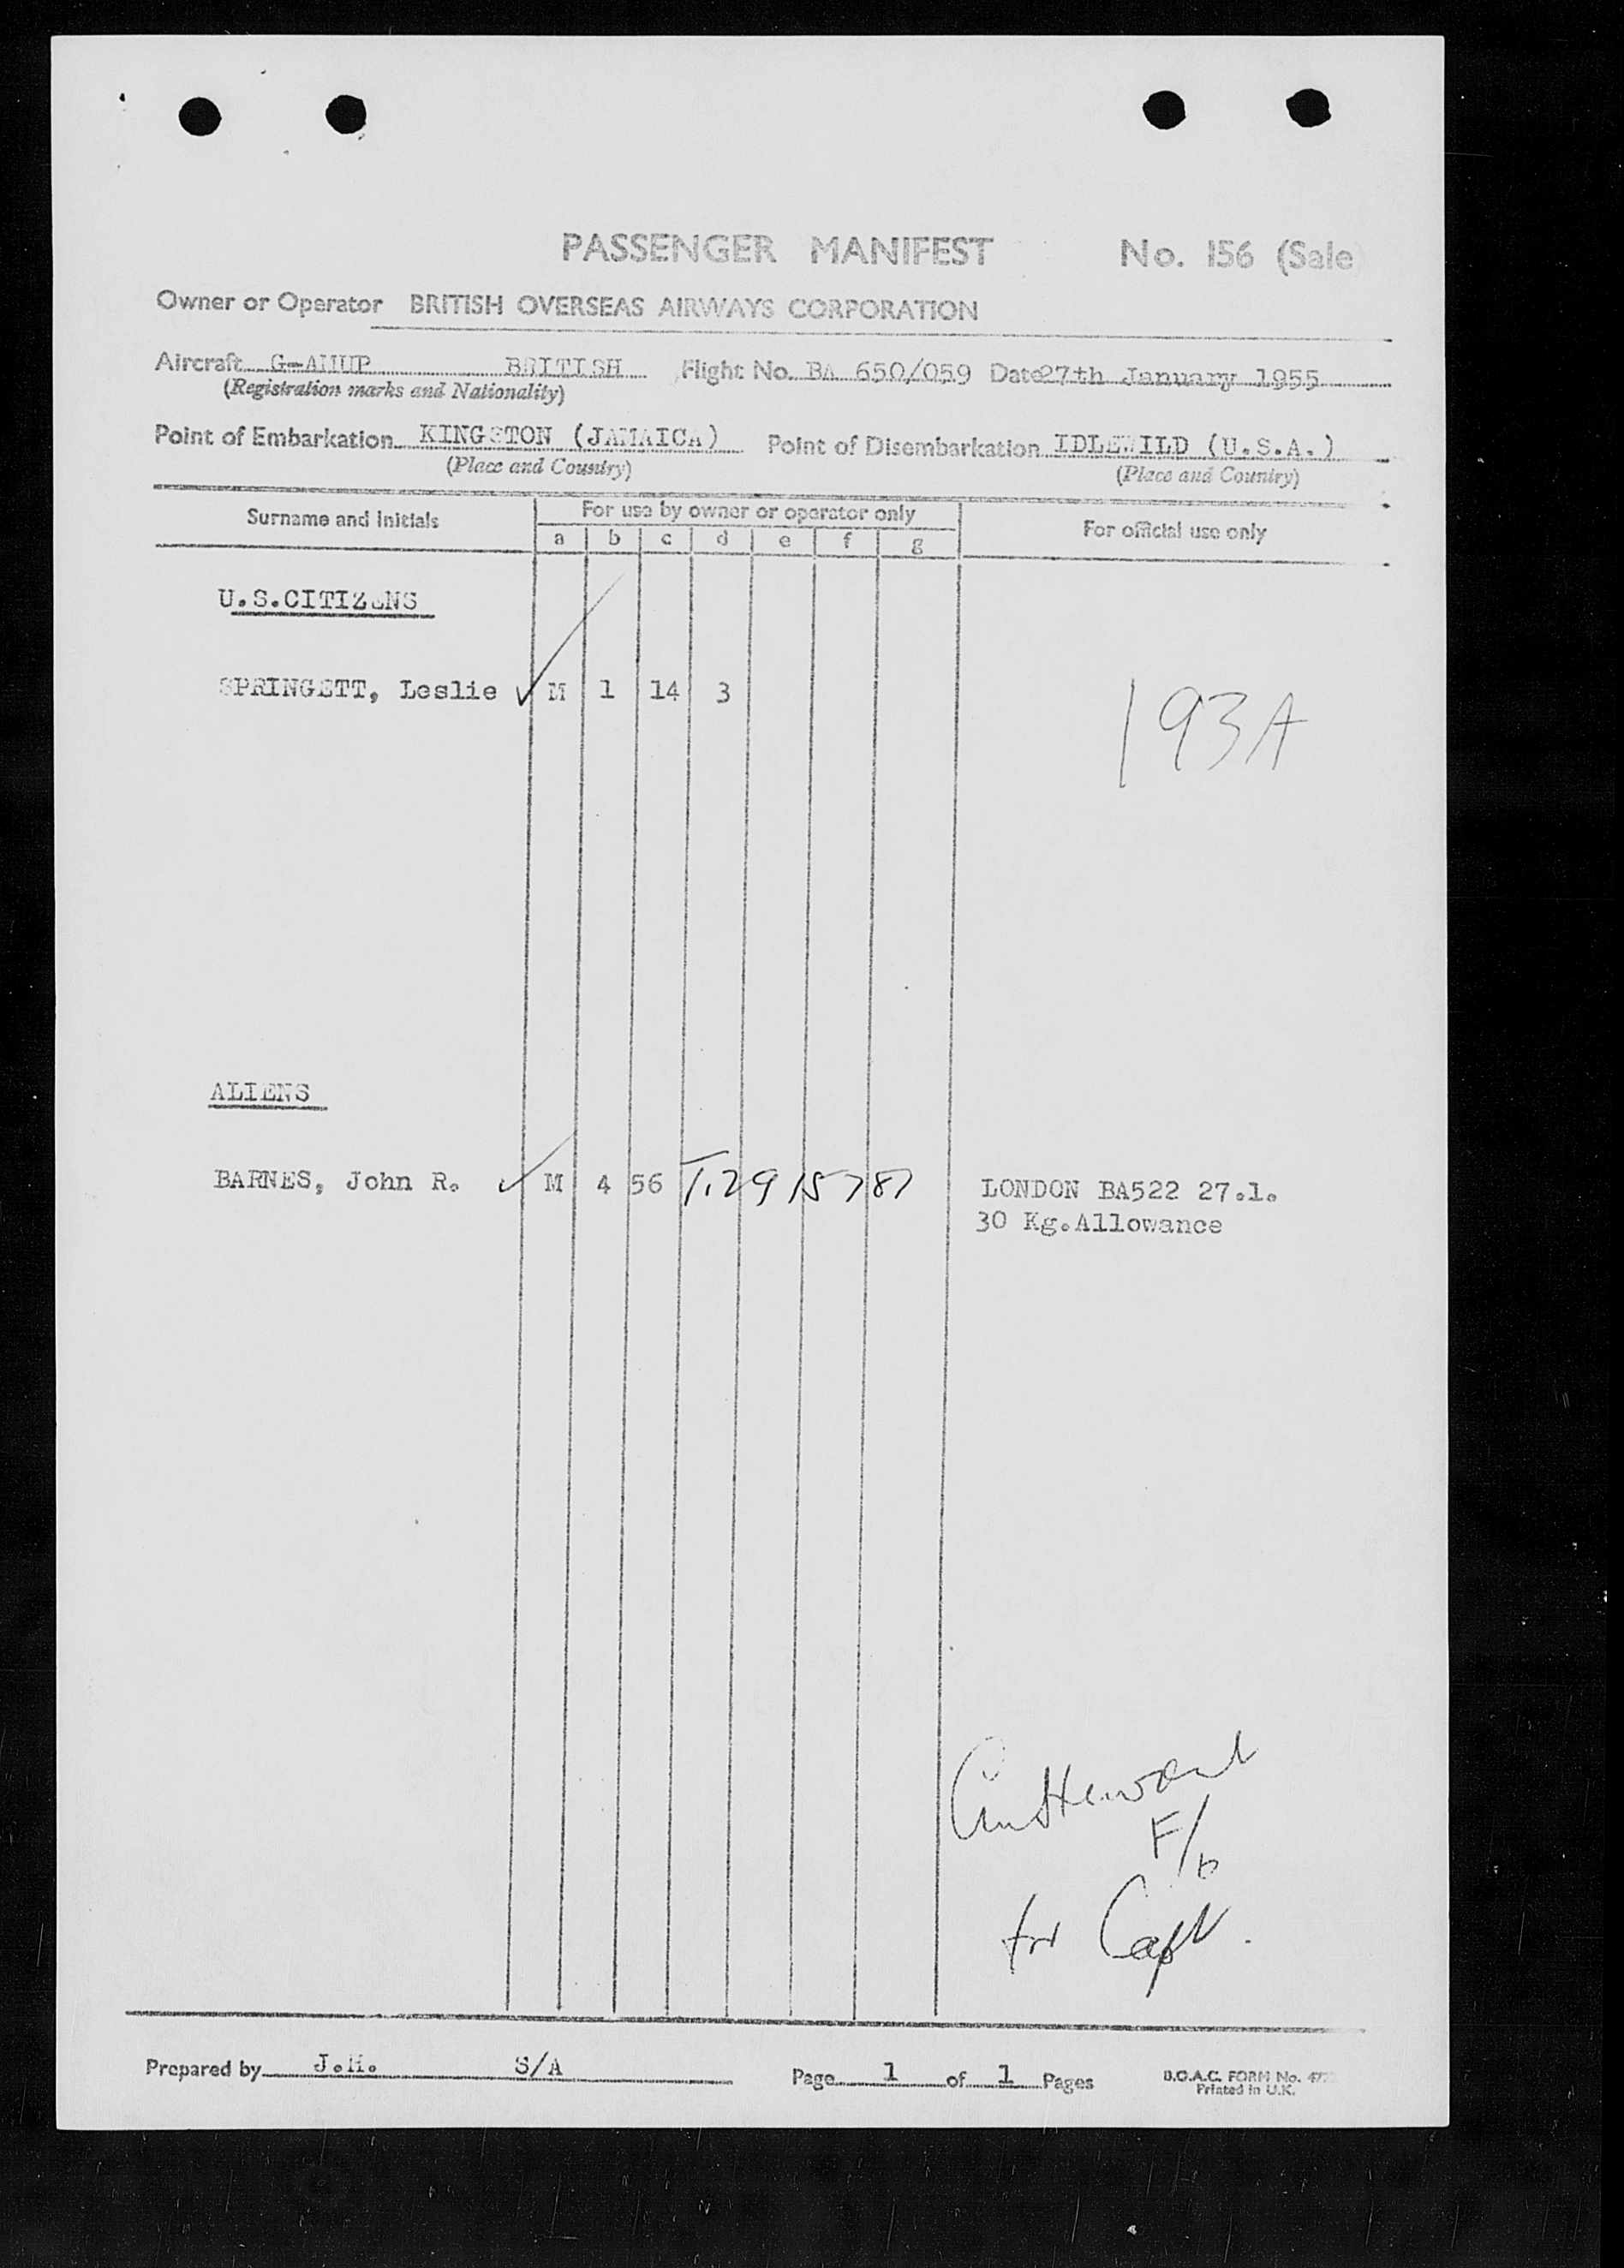 PASSENGER MANIFEST No. 156 (Sale
Owner or Operator BRITISH OVERSEAS AIRWAYS CORPORATION
Aircraft BRITISH Flight No. BA 650/059 Date 27th January 1955
(Registration marks and Nationality)
Point of Embarkation KINGSTON (JAMAICA) Point of Disembarkation IDLEWILD (U.S.A.)
(Place and Country) (Place and Country)
Surname and Initials For use by owner or operator only For official use only
a b c d e f g
U.S.CITIZENS
SPRINGETT, Leslie M 1 14 3
193A
ALIENS
BARNES, John R. M 4 56 T.2915787 LONDON BA522 27.1.
30 Kg.Allowance
F/o
for Capt.
Prepared by S/A Page 1 of 1 Pages B.O.A.C. FORM No.
Printed in U.K.